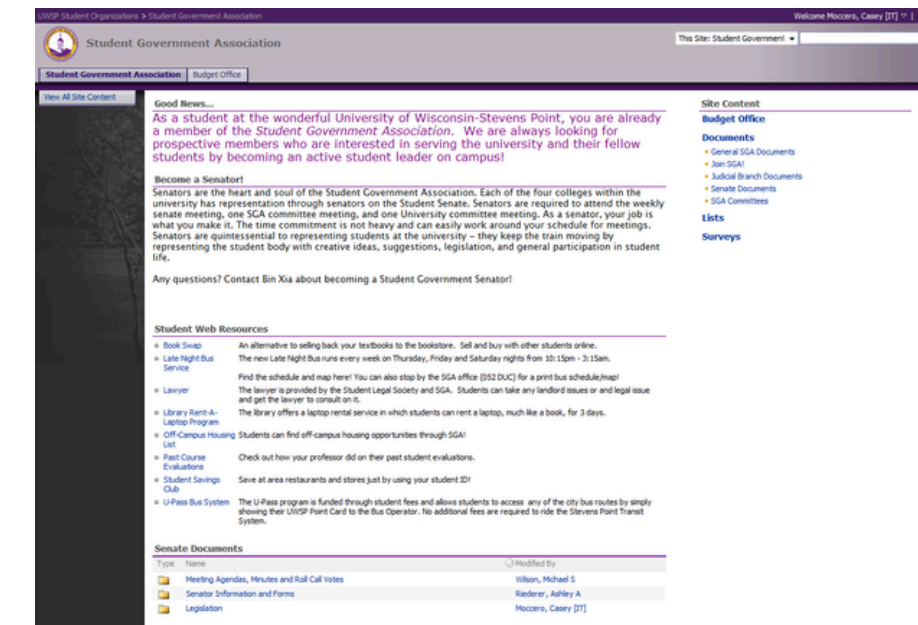 UWSP Student Organizations > Student Government Association
Welcome Moccero, Casey [IT]
Student Government Association
This Site: Student Government
Student Government Association
Budget Office
View All Site Content
Good News...
As a student at the wonderful University of Wisconsin-Stevens Point, you are already
a member of the Student Government Association. We are always looking for
prospective members who are interested in serving the university and their fellow
students by becoming an active student leader on campus!
Become a Senator!
Senators are the heart and soul of the Student Government Association. Each of the four colleges within the
university has representation through senators on the Student Senate. Senators are required to attend the weekly
senate meeting, one SGA committee meeting, and one University committee meeting. As a senator, your job is
what you make it. The time commitment is not heavy and can easily work around your schedule for meetings.
Senators are quintessential to representing students at the university – they keep the train moving by
representing the student body with creative ideas, suggestions, legislation, and general participation in student
life.
Any questions? Contact Bin Xia about becoming a Student Government Senator!
Student Web Resources
Book Swap An alternative to selling back your textbooks to the bookstore. Sell and buy with other students online.
Late Night Bus The new Late Night Bus runs every week on Thursday, Friday and Saturday nights from 10:15pm - 3:15am.
Service
Find the schedule and map here! You can also stop by the SGA office (052 DUC) for a print bus schedule/map!
Lawyer The lawyer is provided by the Student Legal Society and SGA. Students can take any landlord issues or and legal issue
and get the lawyer to consult on it.
Library Rent-A- The library offers a laptop rental service in which students can rent a laptop, much like a book, for 3 days.
Laptop Program
Off-Campus Housing Students can find off-campus housing opportunities through SGA!
List
Past Course Check out how your professor did on their past student evaluations.
Evaluations
Student Savings Save at area restaurants and stores just by using your student ID!
Club
U-Pass Bus System The U-Pass program is funded through student fees and allows students to access any of the city bus routes by simply
showing their UWSP Point Card to the Bus Operator. No additional fees are required to ride the Stevens Point Transit
System.
Senate Documents
Type Name Modified By
Meeting Agendas, Minutes and Roll Call Votes Wilson, Michael S
Senator Information and Forms Riederer, Ashley A
Legislation Moccero, Casey [IT]
Site Content
Budget Office
Documents
General SGA Documents
Join SGA!
Judicial Branch Documents
Senate Documents
SGA Committees
Lists
Surveys